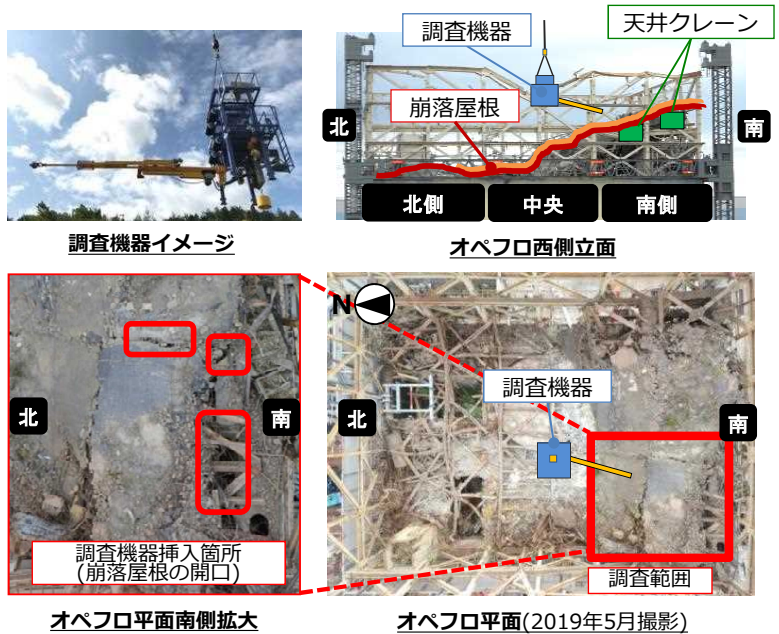 調査機器
天井クレーン
崩落屋根
北
南
北側
中央
南側
調査機器イメージ
オペフロ西側立面
N
北
南
調査機器
北
南
調査機器挿入箇所
(崩落屋根の開口)
調査範囲
オペフロ平面南側拡大
オペフロ平面(2019年5月撮影)